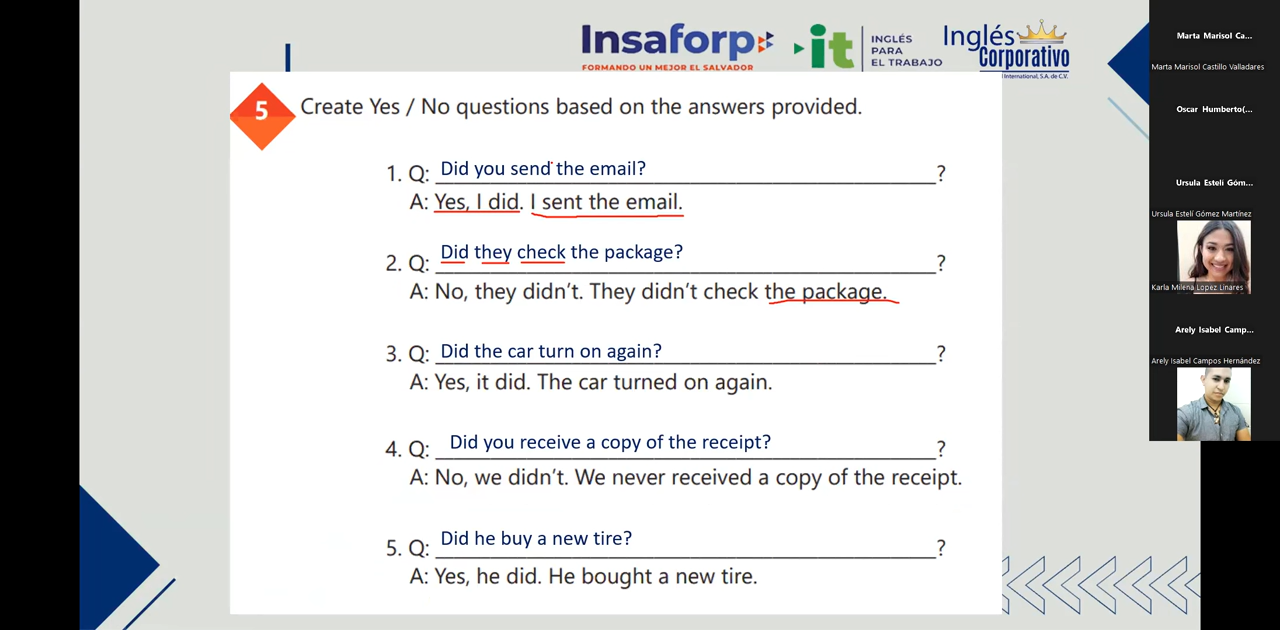 Insaforp
FORMANDO UN MEJOR EL SALVADOR
it
INGLÉS
PARA
EL TRABAJO
Inglés
Corporativo
International, S.A. de C.V.
5
Create Yes / No questions based on the answers provided.
1. Q: Did you send the email? ?
A: Yes, I did. I sent the email.
2. Q: Did they check the package? ?
A: No, they didn't. They didn't check the package.
3. Q: Did the car turn on again? ?
A: Yes, it did. The car turned on again.
4. Q: Did you receive a copy of the receipt? ?
A: No, we didn't. We never received a copy of the receipt.
5. Q: Did he buy a new tire? ?
A: Yes, he did. He bought a new tire.
Marta Marisol Ca...
Marta Marisol Castillo Valladares
Oscar Humberto(...
Ursula Estelí Góm...
Ursula Estelí Gómez Martínez
Karla Milena Lopez Linares
Arely Isabel Camp...
Arely Isabel Campos Hernández